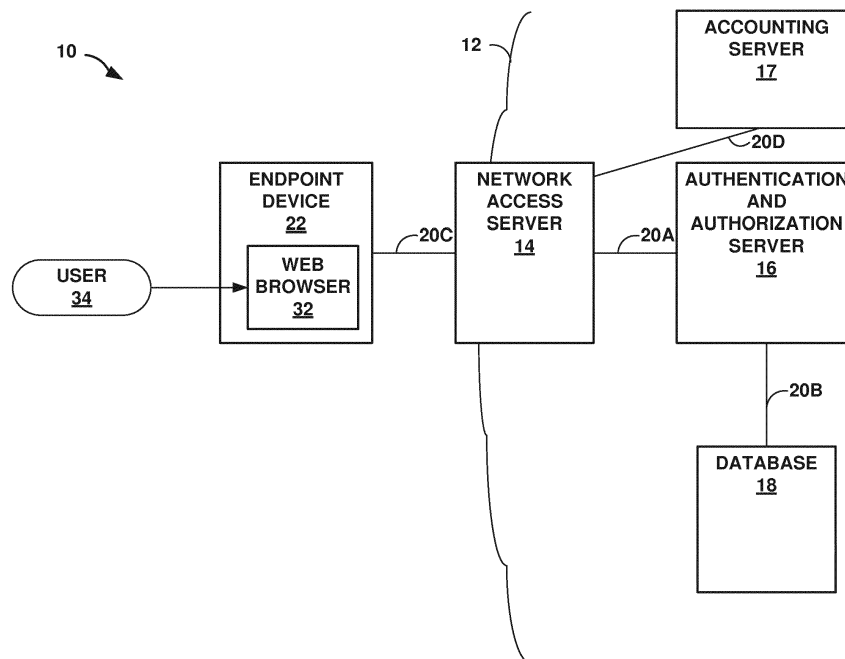 10
12
ACCOUNTING
SERVER
17
20D
ENDPOINT
DEVICE
22
WEB
BROWSER
32
USER
34
20C
NETWORK
ACCESS
SERVER
14
20A
AUTHENTICATION
AND
AUTHORIZATION
SERVER
16
20B
DATABASE
18